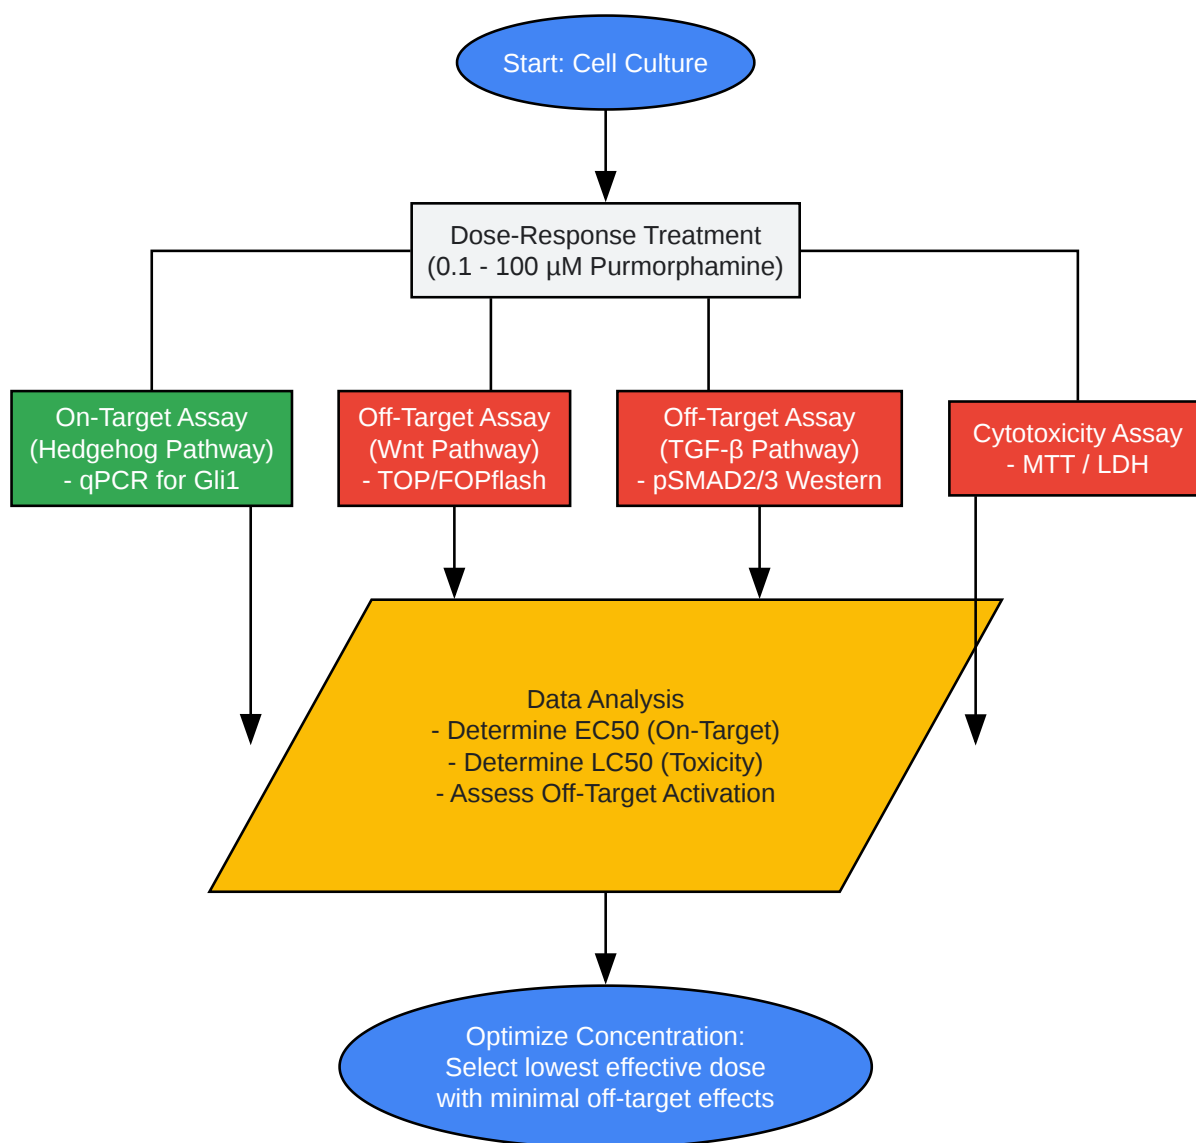 Start: Cell Culture
Dose-Response Treatment
(0.1 - 100 µM Purmorphamine)
On-Target Assay
(Hedgehog Pathway)
- qPCR for Gli1
Off-Target Assay
(Wnt Pathway)
- TOP/FOPflash
Off-Target Assay
(TGF-β Pathway)
- pSMAD2/3 Western
Cytotoxicity Assay
- MTT / LDH
Data Analysis
- Determine EC50 (On-Target)
- Determine LC50 (Toxicity)
- Assess Off-Target Activation
Optimize Concentration:
Select lowest effective dose
with minimal off-target effects